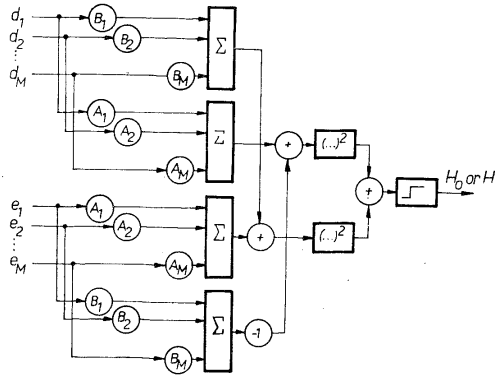 d1 B1
d2 B2 Σ
⋮
dM BM
A1
A2 Σ
AM + (...)²
H0 or H
+
e1 A1
e2 A2 Σ + (...)²
⋮
eM AM
B1
B2 Σ -1
BM